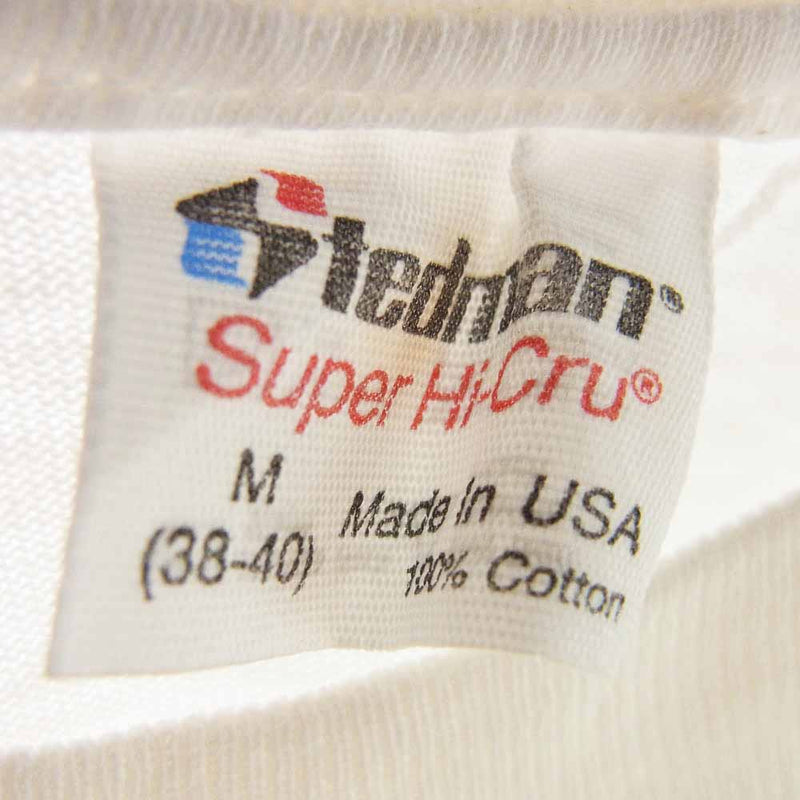 Stedman®
Super Hi-Cru®
M
(38-40)
Made in USA
100% Cotton